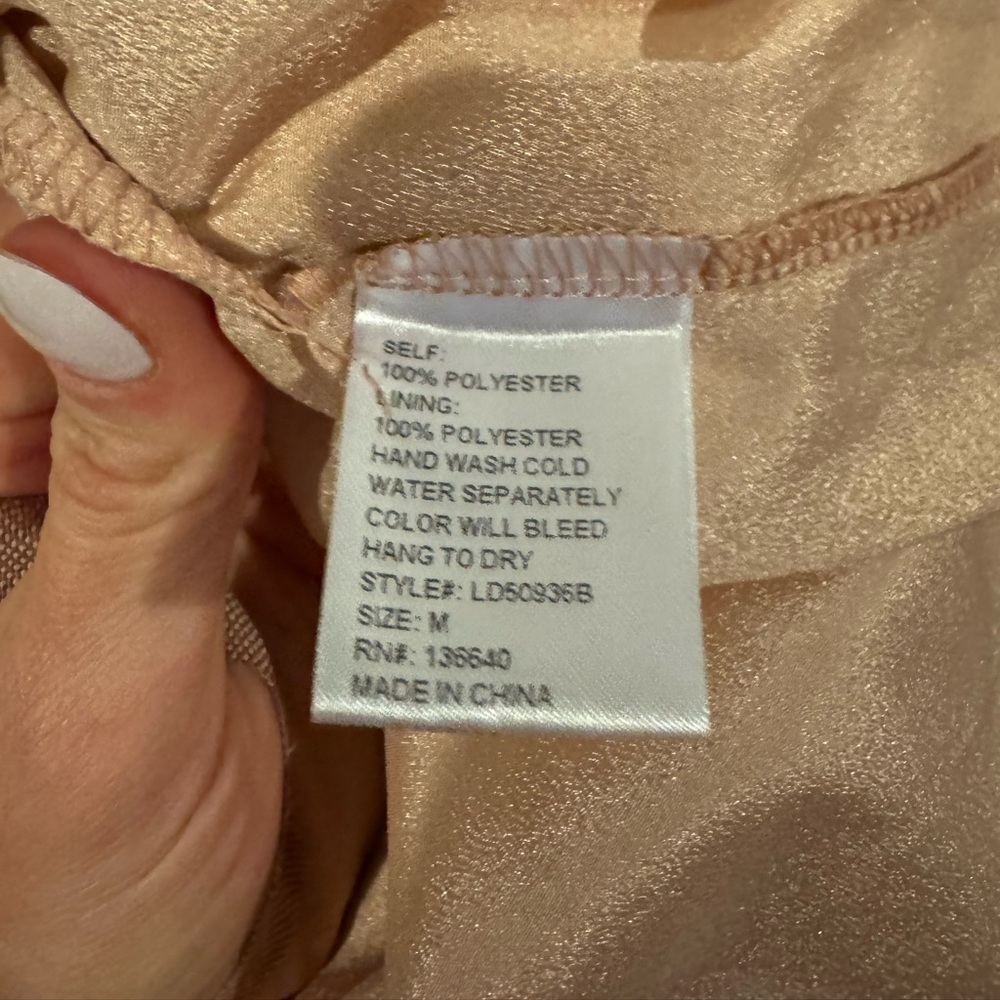 SELF:
100% POLYESTER
LINING:
100% POLYESTER
HAND WASH COLD
WATER SEPARATELY
COLOR WILL BLEED
HANG TO DRY
STYLE#: LD50936B
SIZE: M
RN#: 136640
MADE IN CHINA